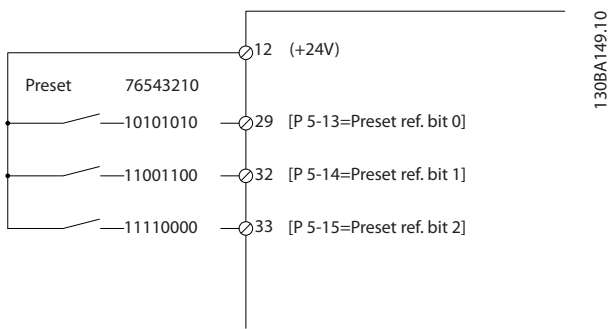 12 (+24V)
Preset 76543210
10101010 29 [P 5-13=Preset ref. bit 0]
11001100 32 [P 5-14=Preset ref. bit 1]
11110000 33 [P 5-15=Preset ref. bit 2]
130BA149.10